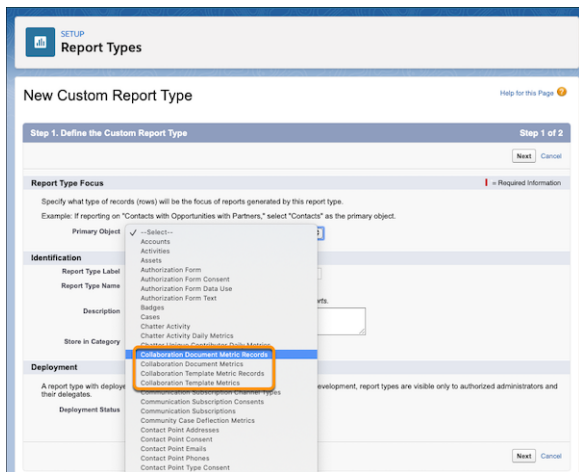 SETUP
Report Types
New Custom Report Type
Help for this Page
Step 1. Define the Custom Report Type
Step 1 of 2
Next Cancel
Report Type Focus
= Required Information
Specify what type of records (rows) will be the focus of reports generated by this report type.
Example: If reporting on "Contacts with Opportunities with Partners," select "Contacts" as the primary object.
Primary Object
✓ --Select--
Accounts
Activities
Assets
Authorization Form
Authorization Form Consent
Authorization Form Data Use
Authorization Form Text
Badges
Cases
Chatter Activity
Chatter Activity Daily Metrics
Chatter Unique Contributor Daily Metrics
Collaboration Document Metric Records
Collaboration Document Metrics
Collaboration Template Metric Records
Collaboration Template Metrics
Communication Subscription Channel Types
Communication Subscription Consents
Communication Subscriptions
Community Case Deflection Metrics
Contact Point Addresses
Contact Point Consent
Contact Point Emails
Contact Point Phones
Contact Point Type Consent
Identification
Report Type Label
Report Type Name
Description
Store in Category
Deployment
A report type with deploye
evelopment, report types are visible only to authorized administrators and
their delegates.
Deployment Status
Next Cancel